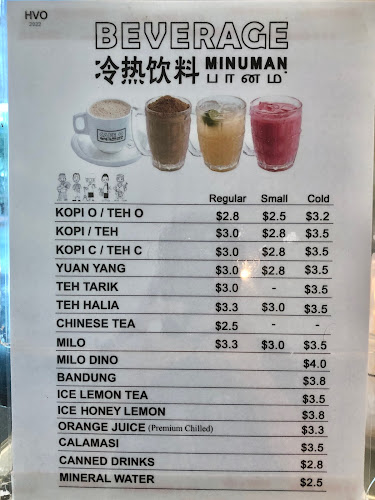 HVO
2022
BEVERAGE
冷热饮料 MINUMAN
பானம்
Regular Small Cold
KOPI O / TEH O $2.8 $2.5 $3.2
KOPI / TEH $3.0 $2.8 $3.5
KOPI C / TEH C $3.0 $2.8 $3.5
YUAN YANG $3.0 $2.8 $3.5
TEH TARIK $3.0 - $3.5
TEH HALIA $3.3 $3.0 $3.5
CHINESE TEA $2.5 - -
MILO $3.3 $3.0 $3.5
MILO DINO $4.0
BANDUNG $3.8
ICE LEMON TEA $3.5
ICE HONEY LEMON $3.8
ORANGE JUICE (Premium Chilled) $3.3
CALAMASI $3.5
CANNED DRINKS $2.8
MINERAL WATER $2.5